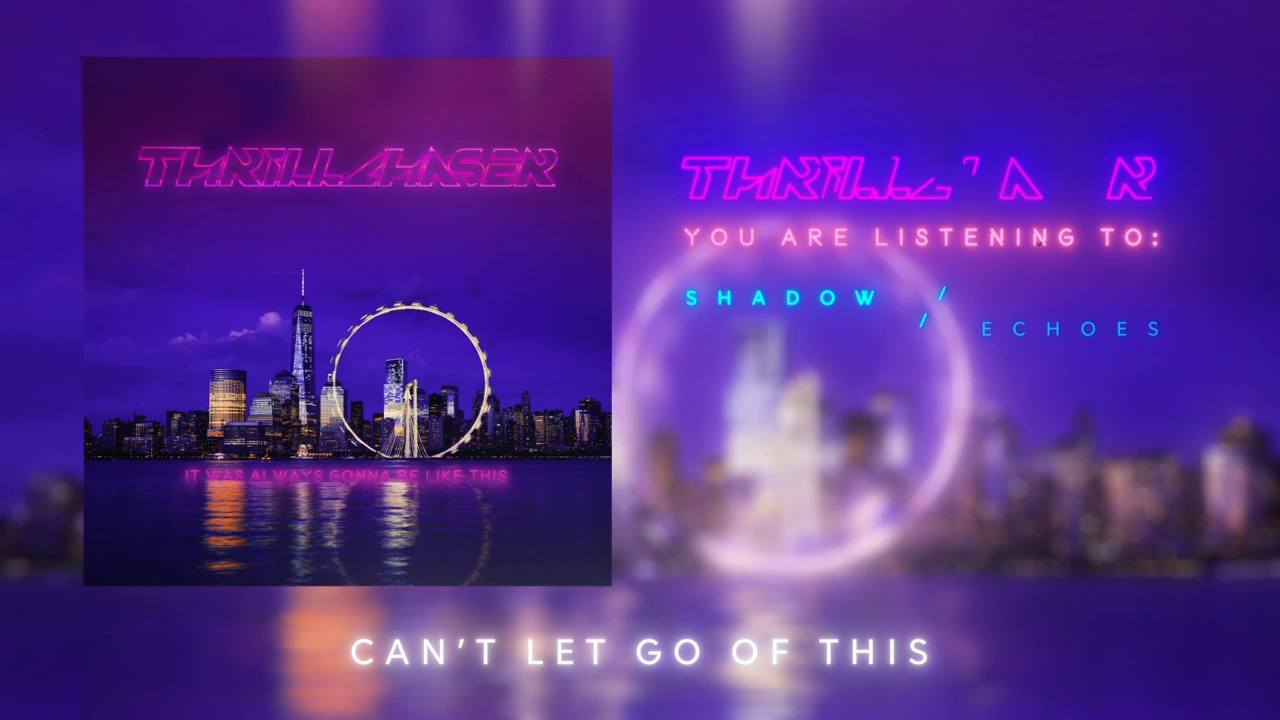 THRILLCHASER
IT WAS ALWAYS GONNA BE LIKE THIS
THRILL A R
YOU ARE LISTENING TO:
SHADOW //
ECHOES
CAN'T LET GO OF THIS